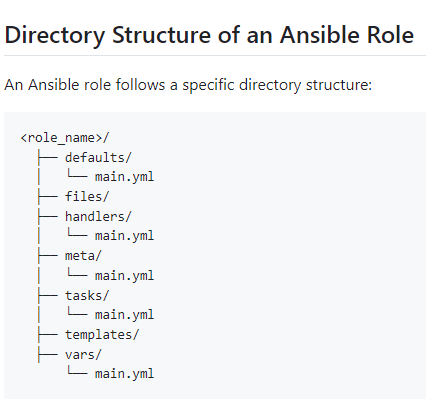 Directory Structure of an Ansible Role
An Ansible role follows a specific directory structure:
<role_name>/
├── defaults/
│   └── main.yml
├── files/
├── handlers/
│   └── main.yml
├── meta/
│   └── main.yml
├── tasks/
│   └── main.yml
├── templates/
├── vars/
    └── main.yml